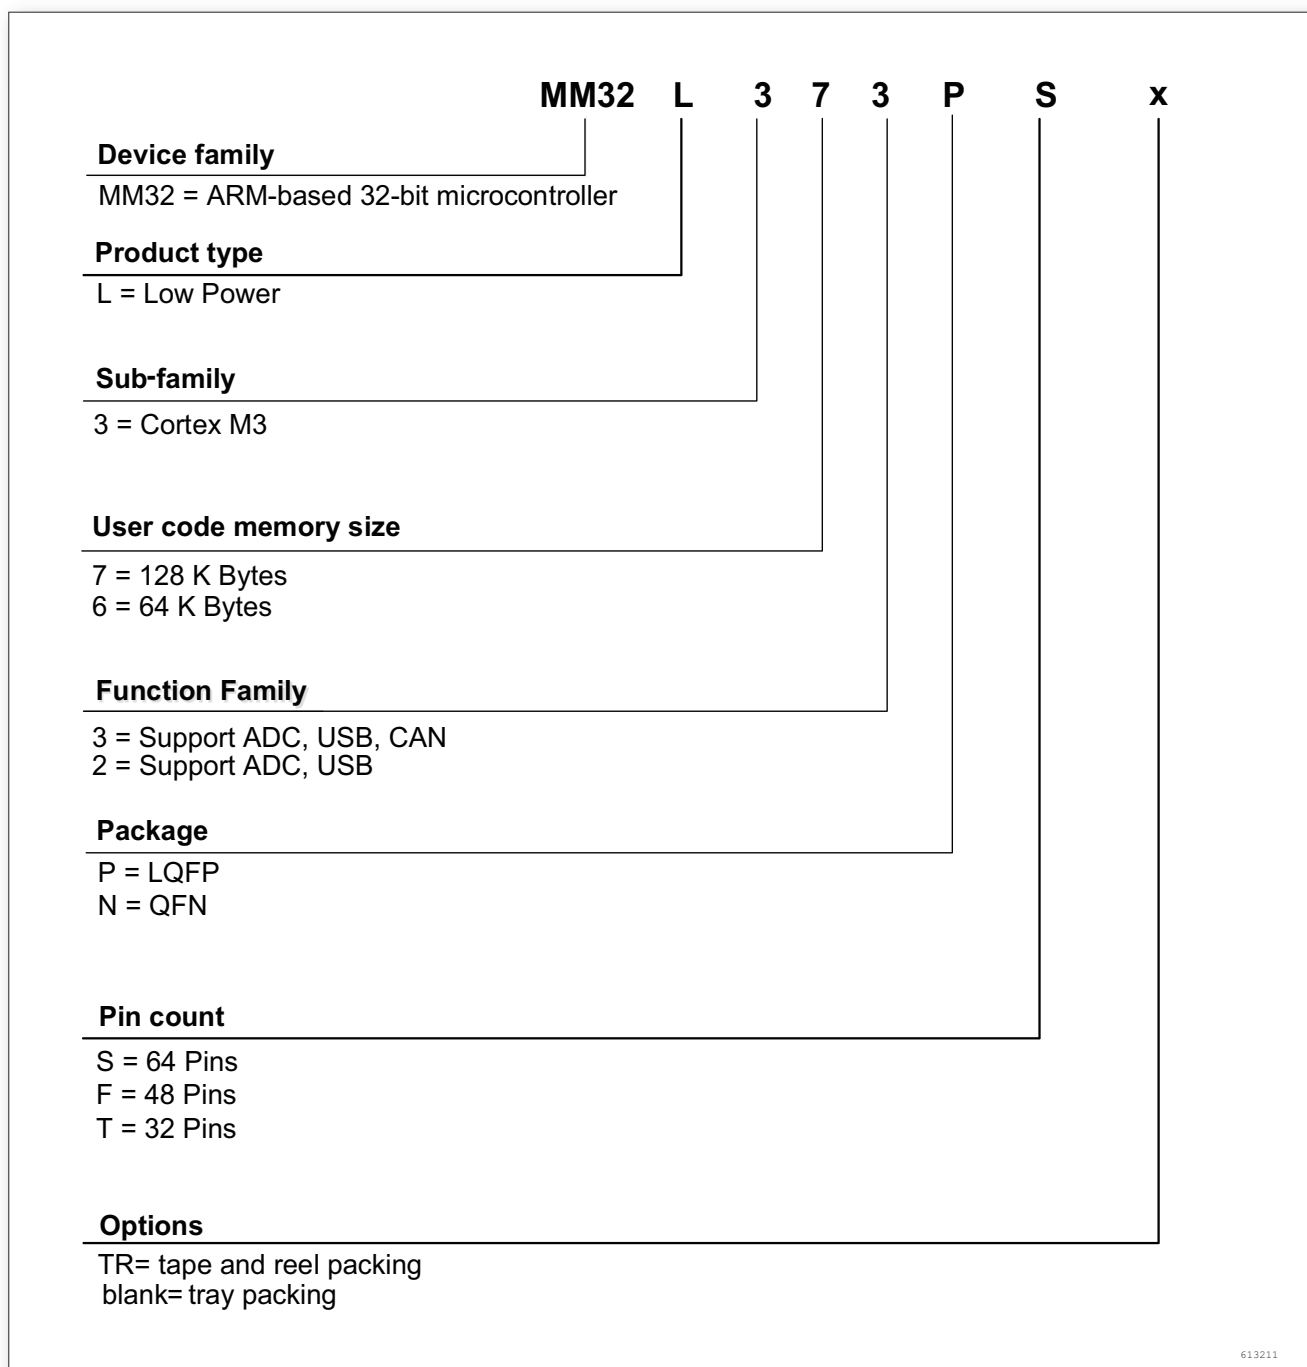 MM32 L 3 7 3 P S x
Device family
MM32 = ARM-based 32-bit microcontroller
Product type
L = Low Power
Sub-family
3 = Cortex M3
User code memory size
7 = 128 K Bytes
6 = 64 K Bytes
Function Family
3 = Support ADC, USB, CAN
2 = Support ADC, USB
Package
P = LQFP
N = QFN
Pin count
S = 64 Pins
F = 48 Pins
T = 32 Pins
Options
TR= tape and reel packing
blank= tray packing
613211